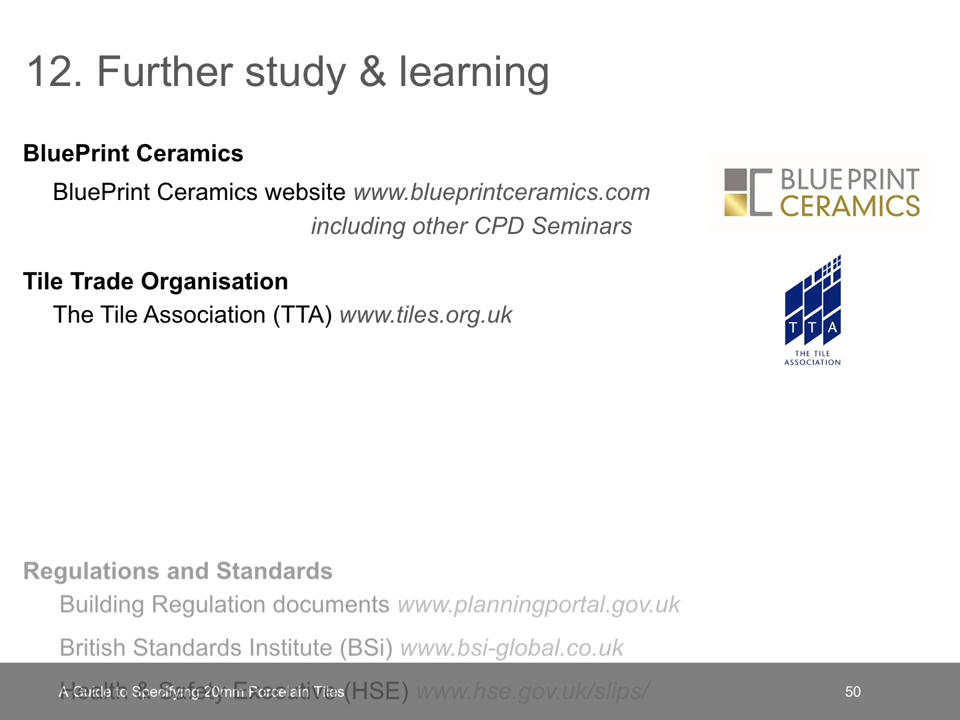 12. Further study & learning
BluePrint Ceramics
BluePrint Ceramics website www.blueprintceramics.com
including other CPD Seminars
BLUEPRINT
CERAMICS
Tile Trade Organisation
The Tile Association (TTA) www.tiles.org.uk
TTA
THE TILE
ASSOCIATION
Regulations and Standards
Building Regulation documents www.planningportal.gov.uk
British Standards Institute (BSi) www.bsi-global.co.uk
Health & Safety Executive (HSE) www.hse.gov.uk/slips/
A Guide to Specifying 20mm Porcelain Tiles
50